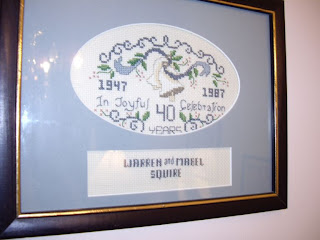 1947 1987
In Joyful Celebration
40
YEARS
WARREN and MABEL
SQUIRE